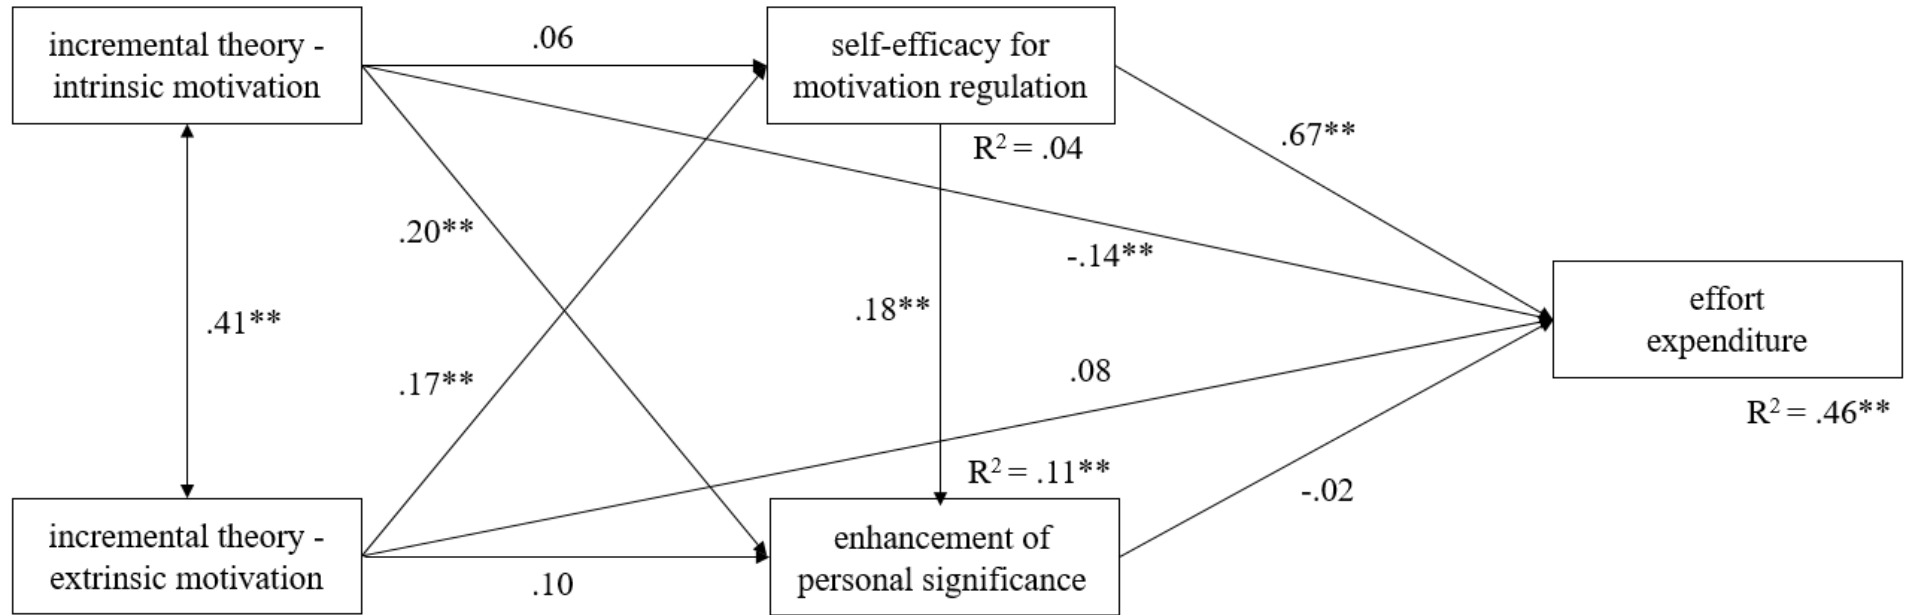 incremental theory -
intrinsic motivation
.06
self-efficacy for
motivation regulation
R² = .04
.67**
.20**
-.14**
.41**
.18**
effort
expenditure
R² = .46**
.17**
.08
R² = .11**
-.02
incremental theory -
extrinsic motivation
.10
enhancement of
personal significance